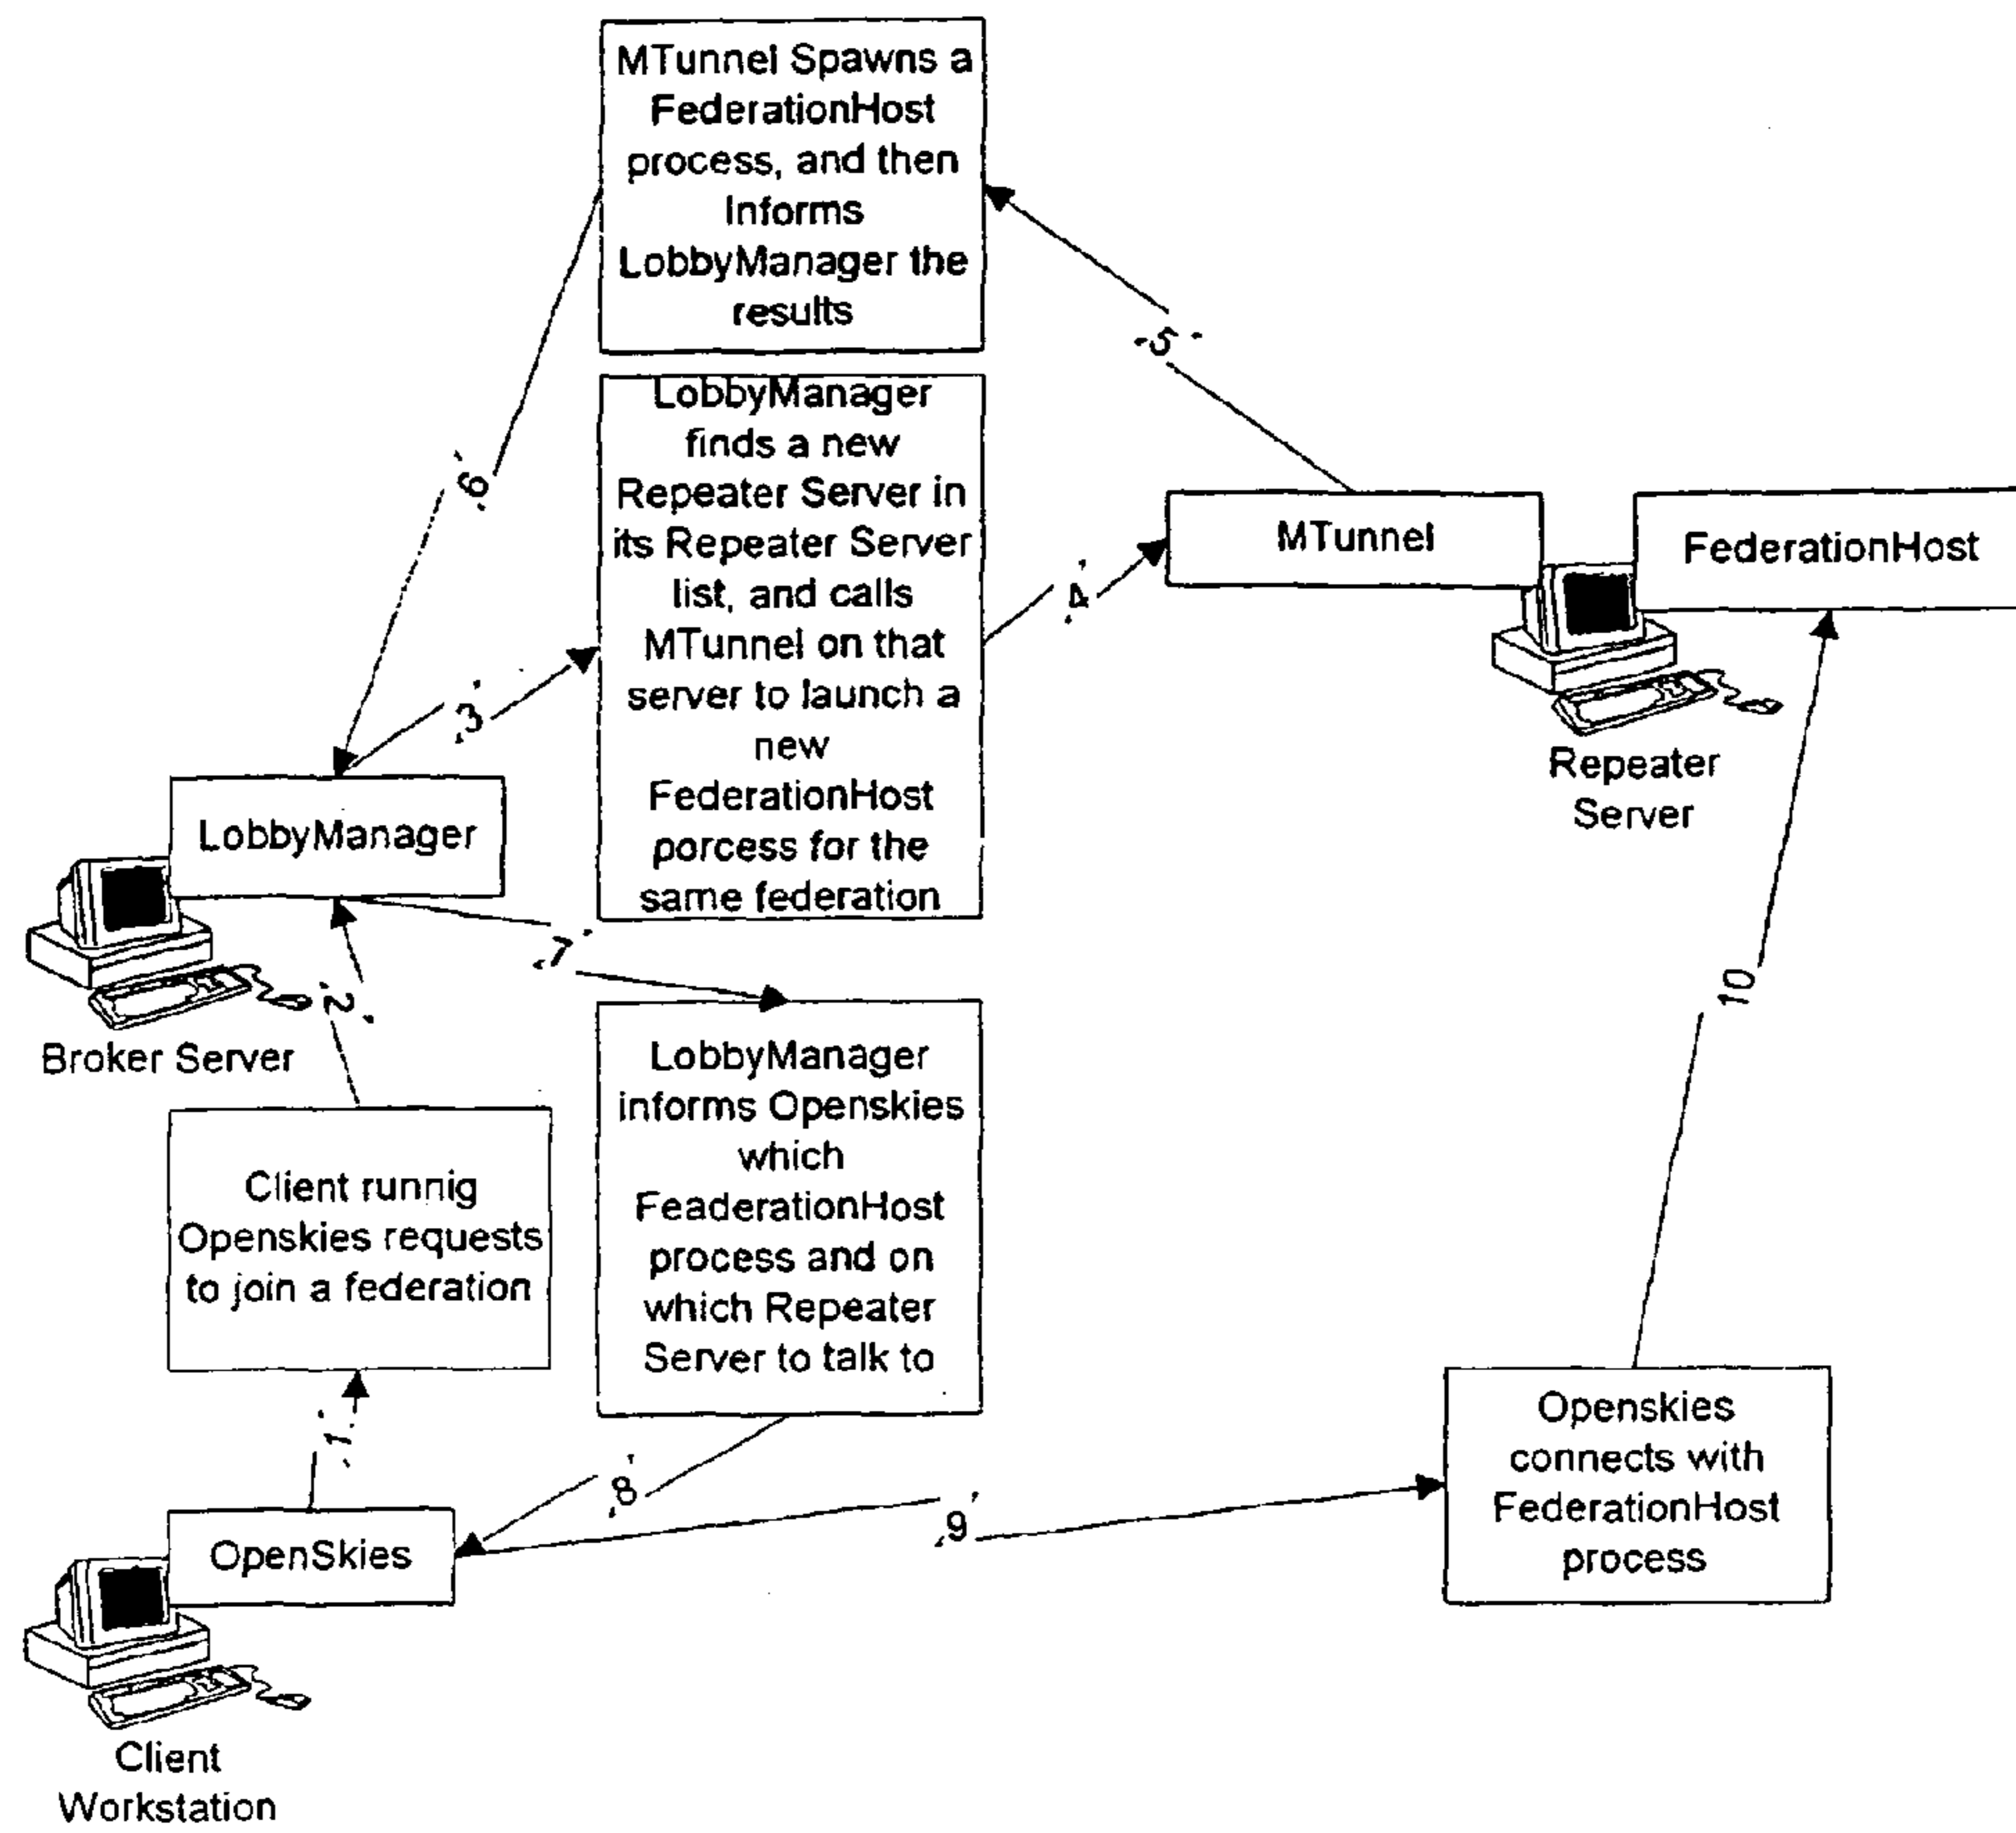 MTunnel Spawns a
FederationHost
process, and then
Informs
LobbyManager the
results
LobbyManager
finds a new
Repeater Server in
its Repeater Server
list, and calls
MTunnel on that
server to launch a
new
FederationHost
porcess for the
same federation
5
6
4
3
MTunnel
FederationHost
Repeater
Server
LobbyManager
Broker Server
7
2
10
LobbyManager
informs Openskies
which
FeaderationHost
process and on
which Repeater
Server to talk to
Client runnig
Openskies requests
to join a federation
1
8
9
Openskies
connects with
FederationHost
process
OpenSkies
Client
Workstation